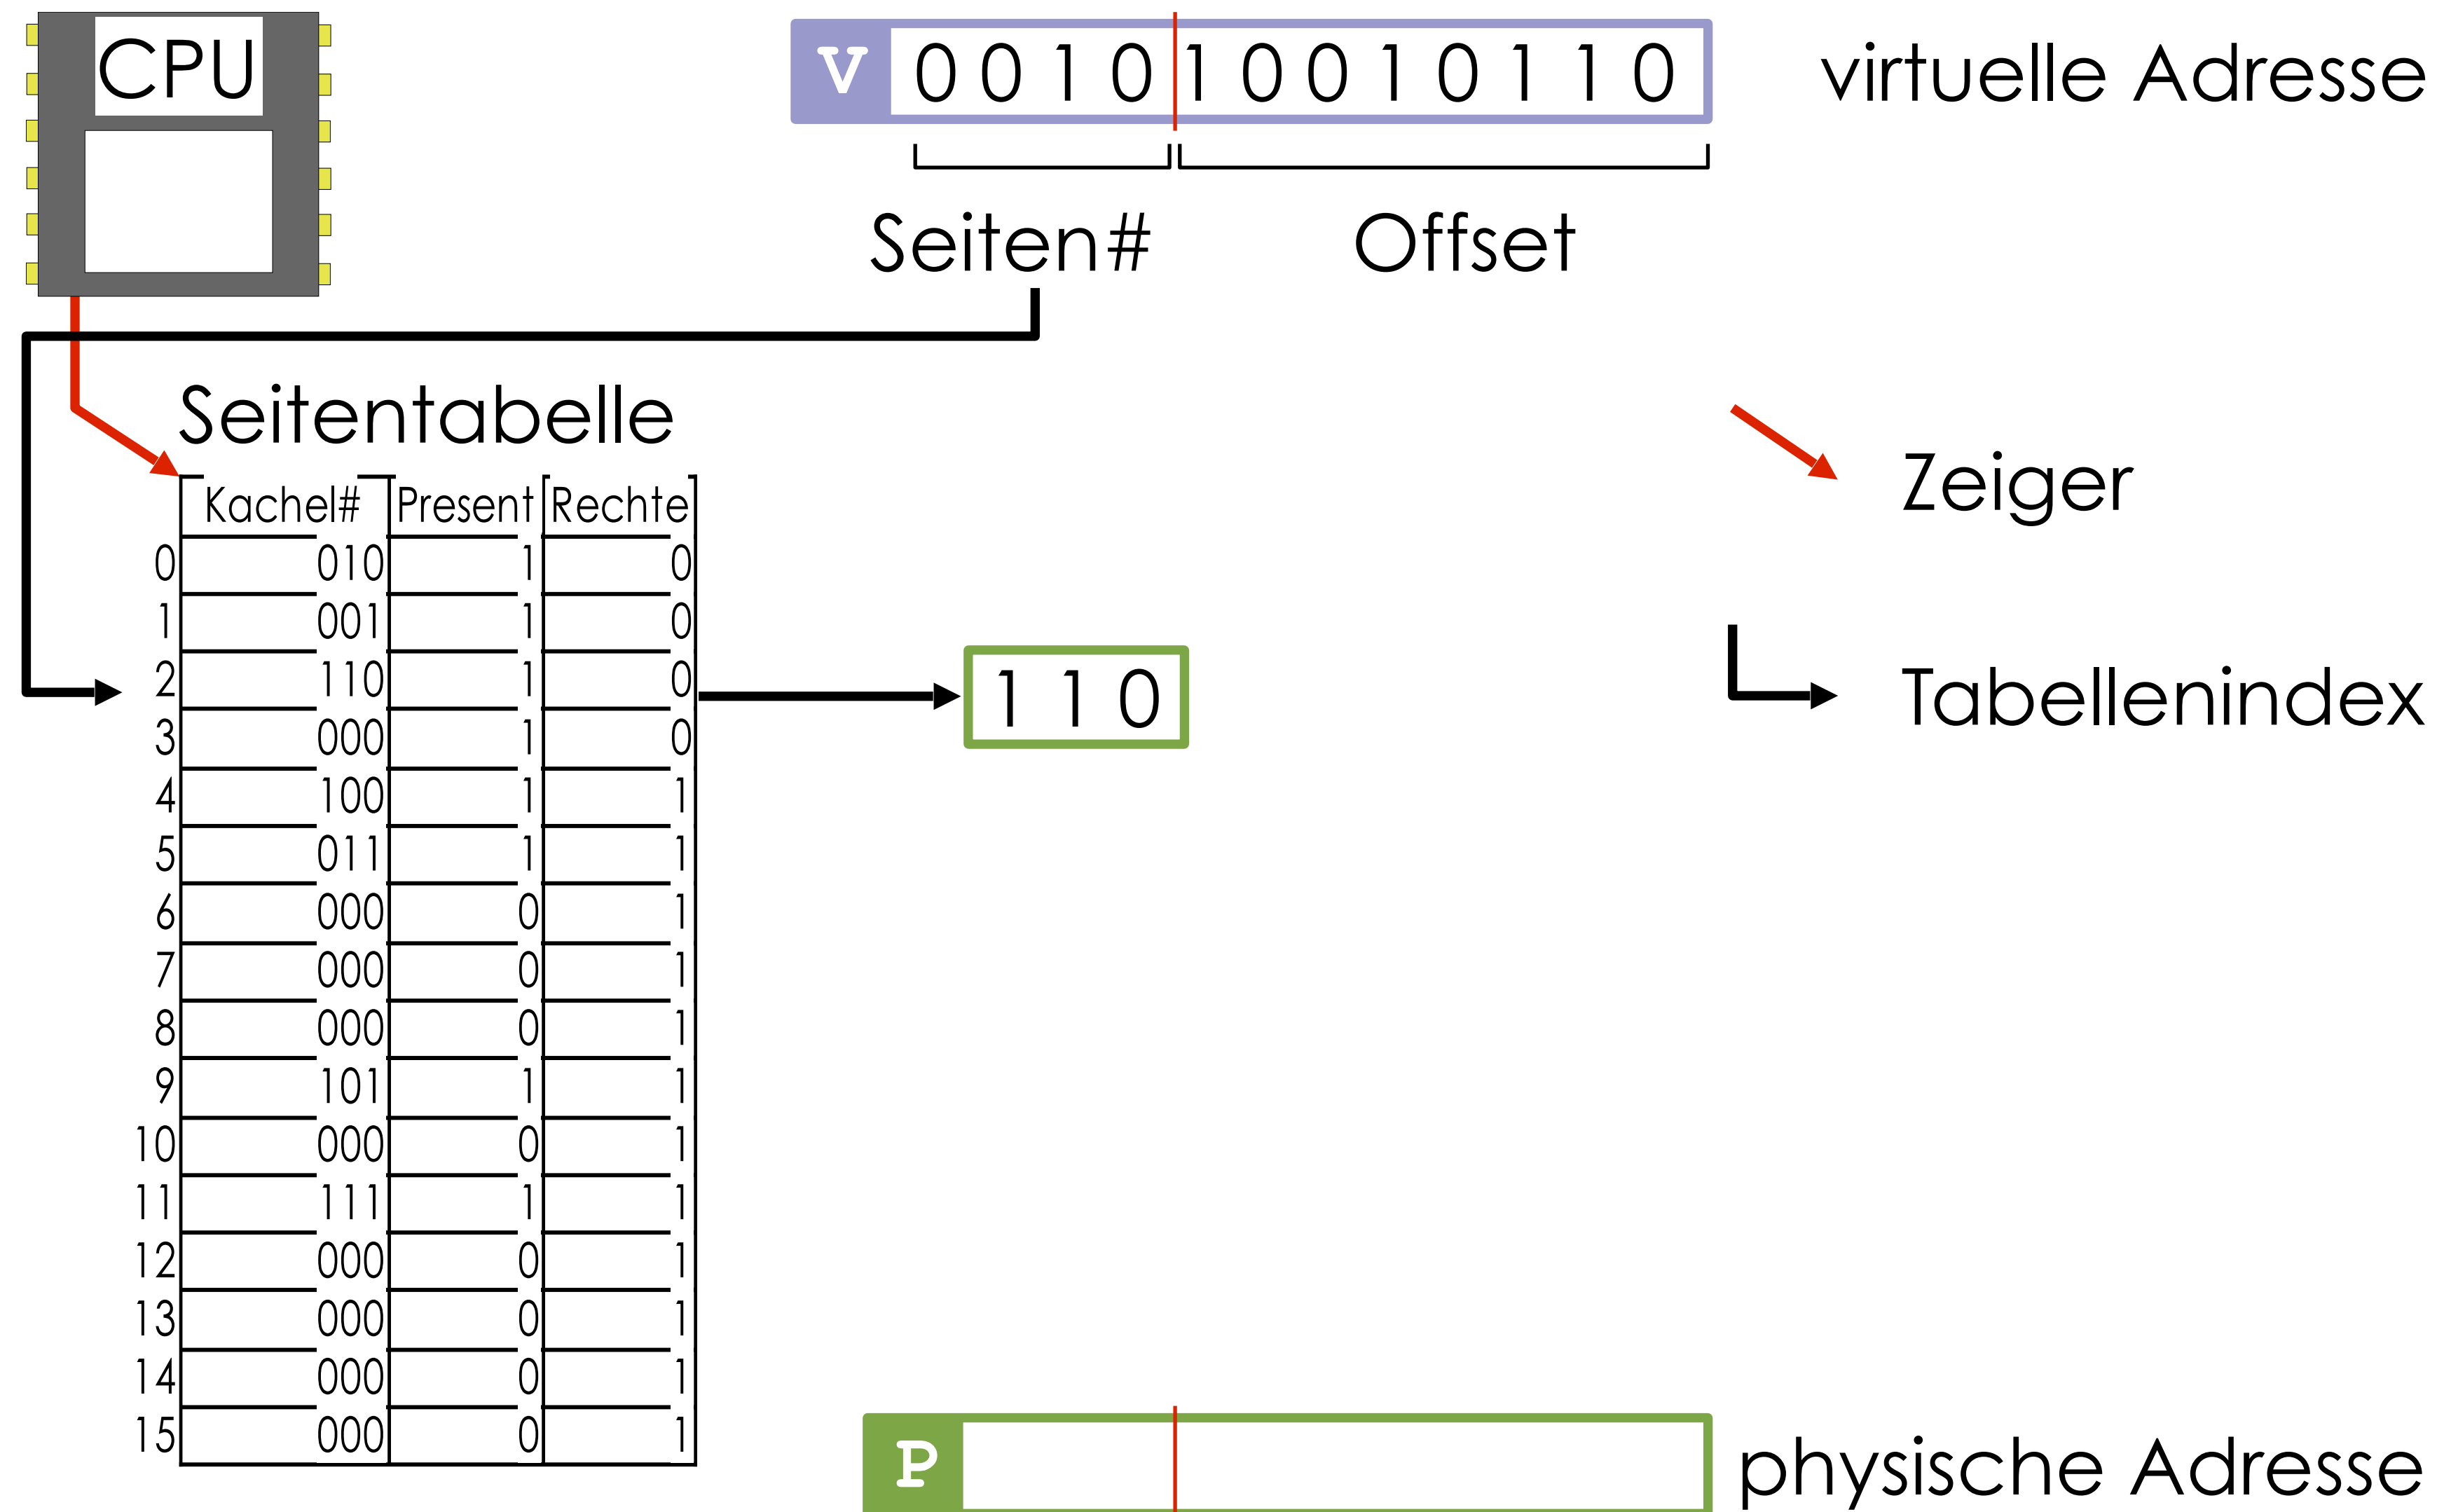 CPU
V 0 0 1 0 1 0 0 1 0 1 1 0 virtuelle Adresse
Seiten# Offset
Seitentabelle
Zeiger
Kachel# Present Rechte
0 010 1 0
1 001 1 0
2 110 1 0
1 1 0
Tabellenindex
3 000 1 0
4 100 1 1
5 011 1 1
6 000 0 1
7 000 0 1
8 000 0 1
9 101 1 1
10 000 0 1
11 111 1 1
12 000 0 1
13 000 0 1
14 000 0 1
15 000 0 1
P physische Adresse